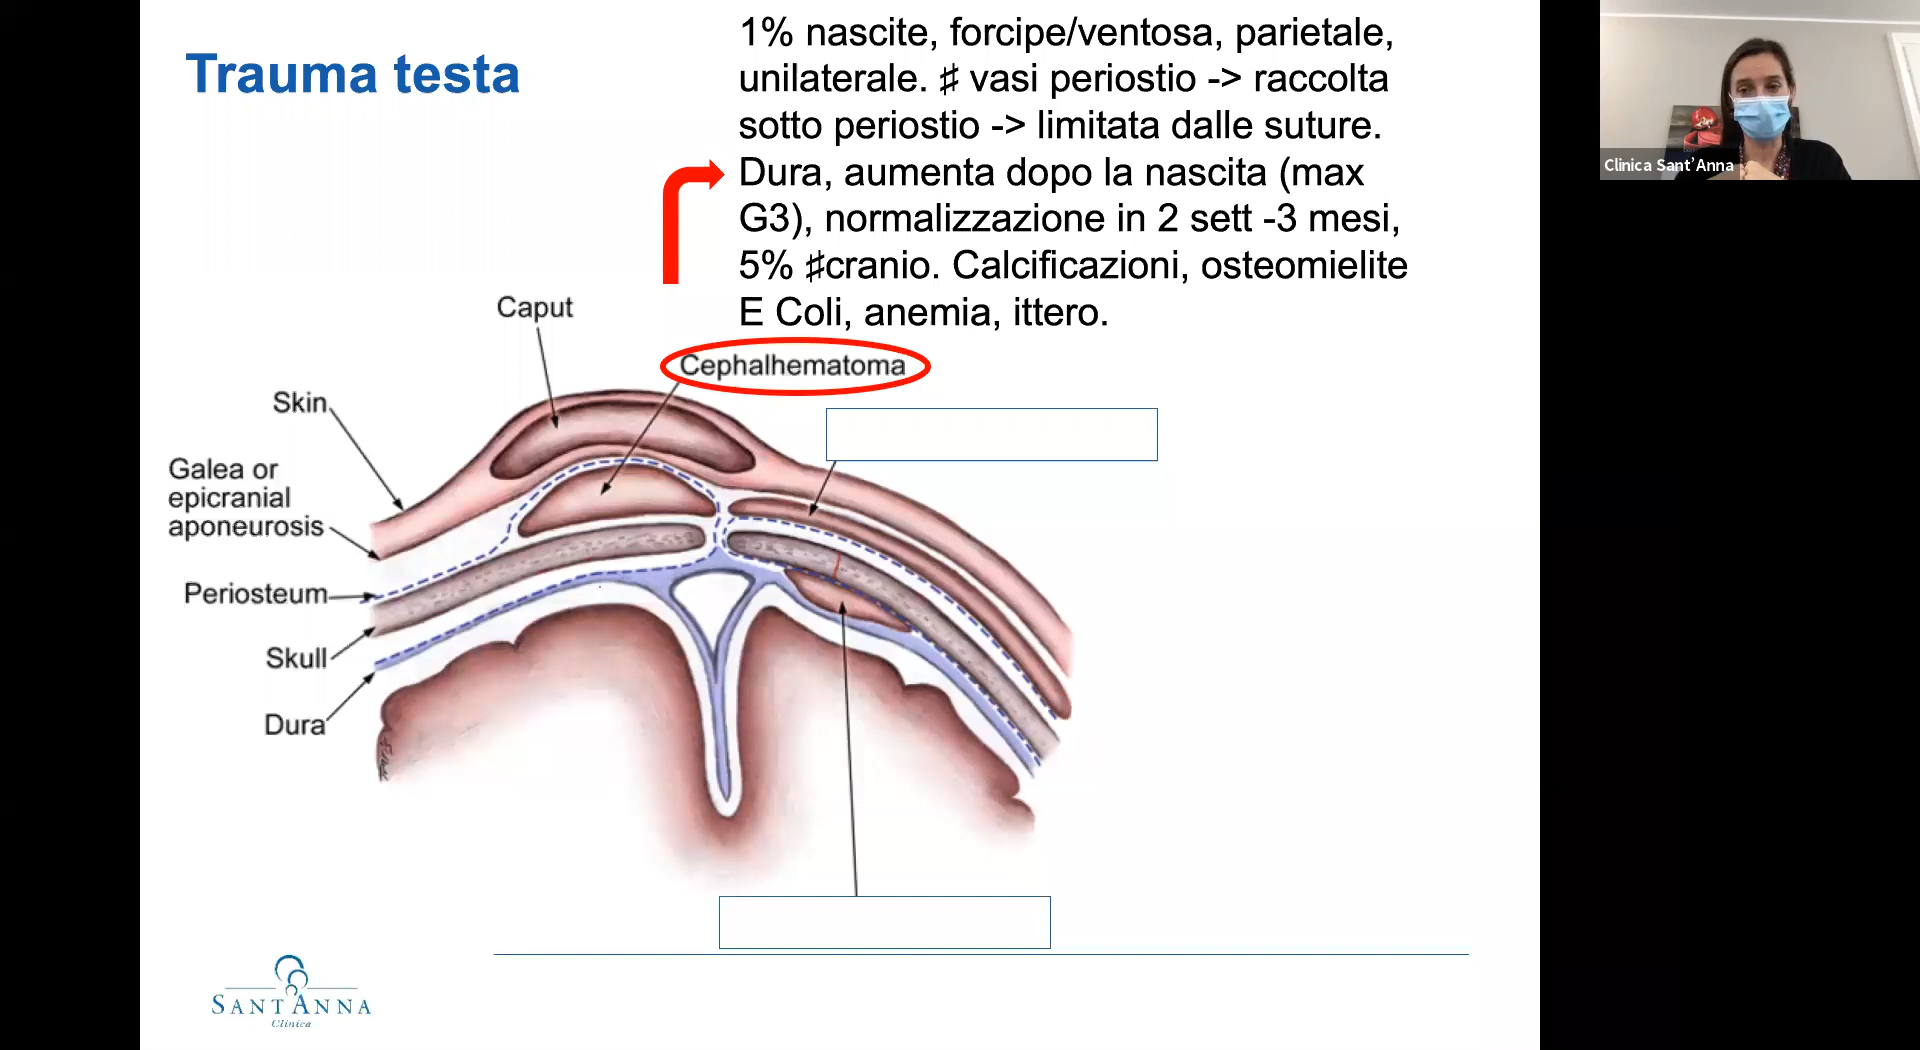 Trauma testa
1% nascite, forcipe/ventosa, parietale,
unilaterale. ♯ vasi periostio -> raccolta
sotto periostio -> limitata dalle suture.
Dura, aumenta dopo la nascita (max
G3), normalizzazione in 2 sett -3 mesi,
5% ♯cranio. Calcificazioni, osteomielite
E Coli, anemia, ittero.
Clinica Sant'Anna
Caput
Cephalhematoma
Skin
Galea or
epicranial
aponeurosis
Periosteum
Skull
Dura
SANT'ANNA
Clinica